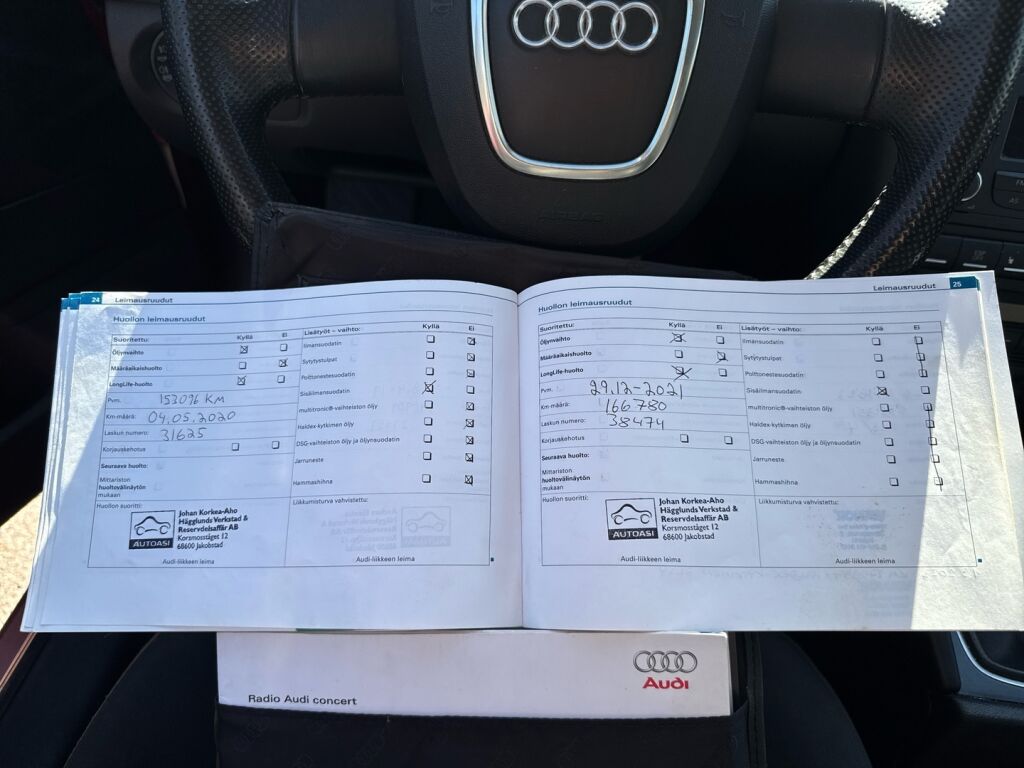 24 Leimausruudut
Huollon leimausruudut
Suoritettu: Kyllä Ei
Öljynvaihto
Määräaikaishuolto
LongLife-huolto
Pvm. 153096 KM
Km-määrä: 04.05.2020
Laskun numero: 31625
Korjauskehotus
Seuraava huolto:
Mittariston
huoltovälinäytön
mukaan
Lisätyöt – vaihto: Kyllä Ei
Ilmansuodatin
Sytytystulpat
Polttonestesuodatin
Sisäilmansuodatin
multitronic®-vaihteiston öljy
Haldex-kytkimen öljy
DSG-vaihteiston öljy ja öljynsuodatin
Jarruneste
Hammashihna
Huollon suoritti:
AUTOASI
Johan Korkea-Aho
Hägglunds Verkstad &
Reservdelsaffär AB
Korsmosståget 12
68600 Jakobstad
Audi-liikkeen leima
Liikkumisturva vahvistettu:
Audi-liikkeen leima
Leimausruudut 25
Huollon leimausruudut
Suoritettu: Kyllä Ei
Öljynvaihto
Määräaikaishuolto
LongLife-huolto
Pvm. 29.12-2021
Km-määrä: 166780
Laskun numero: 38474
Korjauskehotus
Seuraava huolto:
Mittariston
huoltovälinäytön
mukaan
Lisätyöt – vaihto: Kyllä Ei
Ilmansuodatin
Sytytystulpat
Polttonestesuodatin
Sisäilmansuodatin
multitronic®-vaihteiston öljy
Haldex-kytkimen öljy
DSG-vaihteiston öljy ja öljynsuodatin
Jarruneste
Hammashihna
Huollon suoritti:
AUTOASI
Johan Korkea-Aho
Hägglunds Verkstad &
Reservdelsaffär AB
Korsmosståget 12
68600 Jakobstad
Audi-liikkeen leima
Liikkumisturva vahvistettu:
Audi-liikkeen leima
Radio Audi concert
Audi